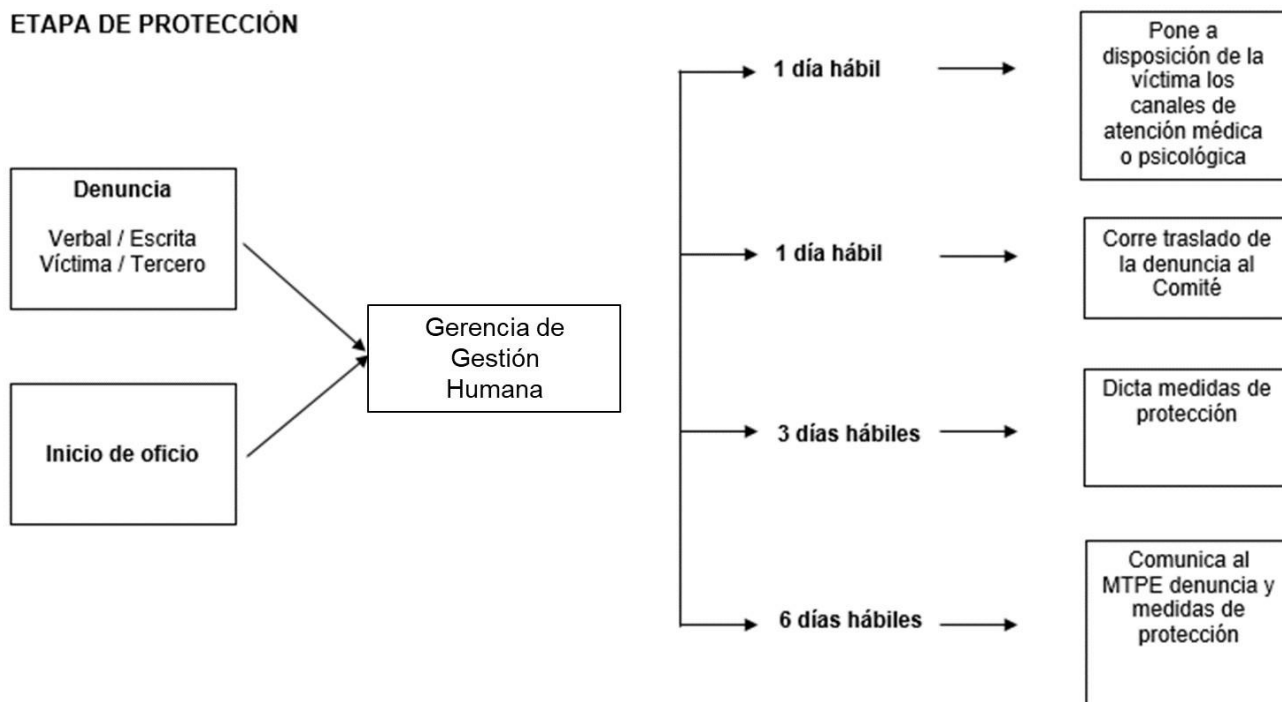 ETAPA DE PROTECCIÓN
Denuncia
Verbal / Escrita
Víctima / Tercero
Inicio de oficio
Gerencia de
Gestión
Humana
1 día hábil
Pone a
disposición de la
víctima los
canales de
atención médica
o psicológica
1 día hábil
Corre traslado de
la denuncia al
Comité
3 días hábiles
Dicta medidas de
protección
6 días hábiles
Comunica al
MTPE denuncia y
medidas de
protección